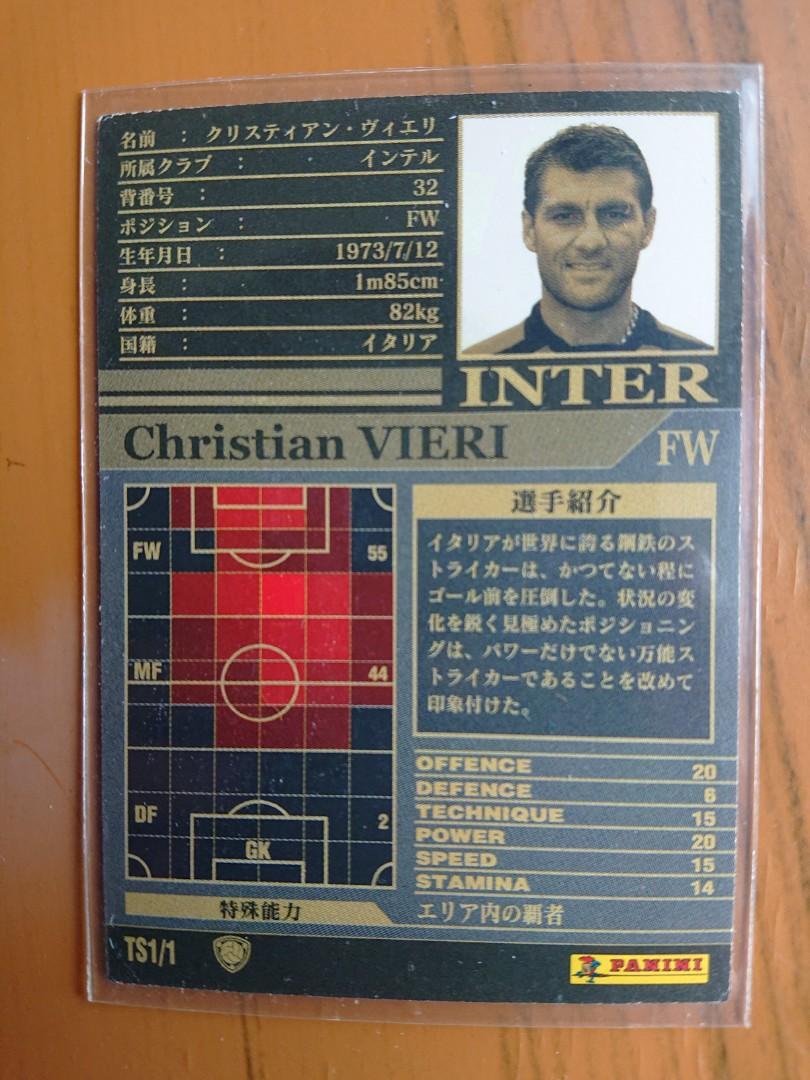 名前 : クリスティアン・ヴィエリ
所属クラブ : インテル
背番号 : 32
ポジション : FW
生年月日 : 1973/7/12
身長 : 1m85cm
体重 : 82kg
国籍 : イタリア
INTER
Christian VIERI FW
FW 55
MF 44
DF 2
GK
選手紹介
イタリアが世界に誇る鋼鉄のス
トライカーは、かつてない程に
ゴール前を圧倒した。状況の変
化を鋭く見極めたポジショニン
グは、パワーだけでない万能ス
トライカーであることを改めて
印象付けた。
OFFENCE 20
DEFENCE 6
TECHNIQUE 15
POWER 20
SPEED 15
STAMINA 14
特殊能力 エリア内の覇者
TS1/1
PANINI